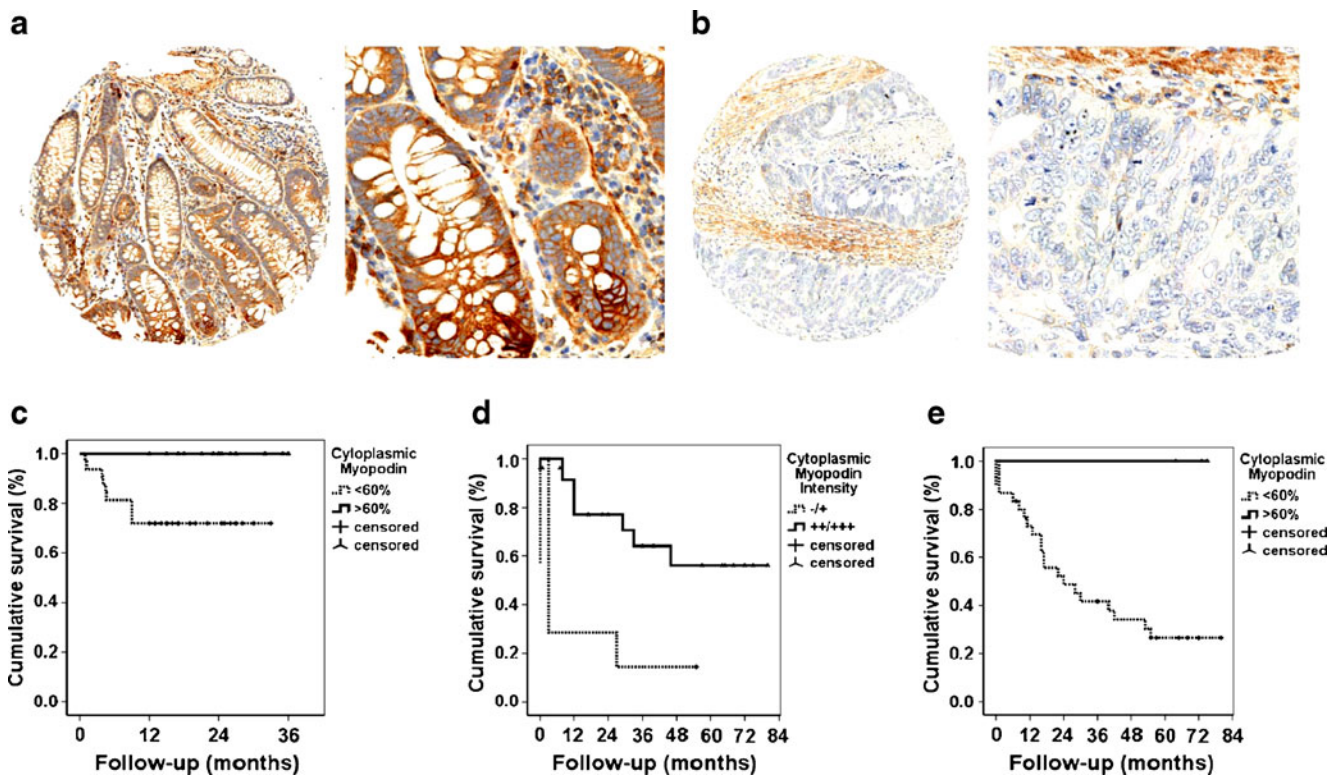 a
b
c
Cumulative survival (%)
1.0
0.8
0.6
0.4
0.2
0.0
0 12 24 36
Follow-up (months)
Cyloplasmic
Myopodin
<60%
>60%
censored
censored
d
Cumulative survival (%)
1.0
0.8
0.6
0.4
0.2
0.0
0 12 24 36 48 60 72 84
Follow-up (months)
Cytoplasmic
Myopodin
Intensity
-/+
++/+++
censored
censored
e
Cumulative survival (%)
1.0
0.8
0.6
0.4
0.2
0.0
0 12 24 36 48 60 72 84
Follow-up (months)
Cytoplasmic
Myopodin
<60%
>60%
censored
censored